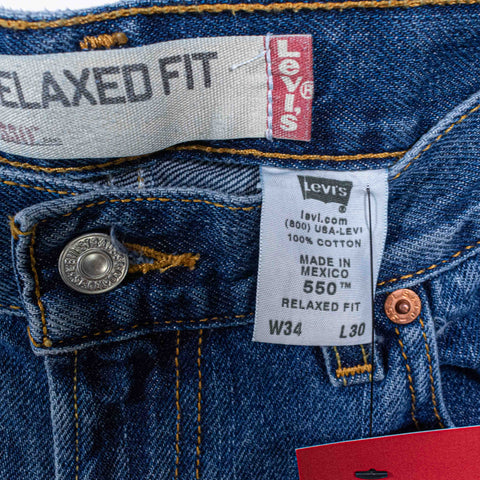 RELAXED FIT
Levi's®
Levi's
levi.com
(800) USA-LEVI
100% COTTON
MADE IN
MEXICO
550™
RELAXED FIT
W34 L30